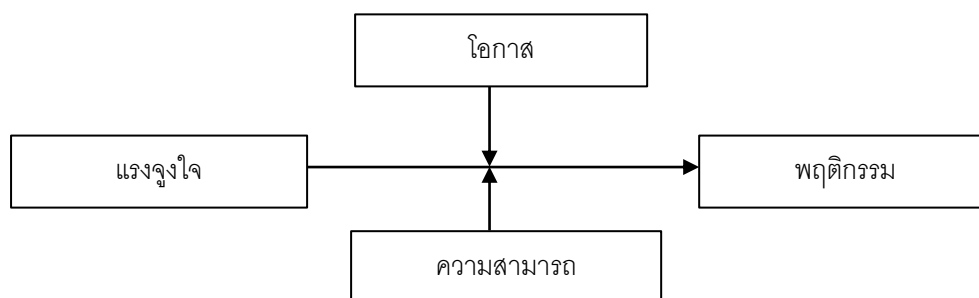 โอกาส
แรงจูงใจ
พฤติกรรม
ความสามารถ